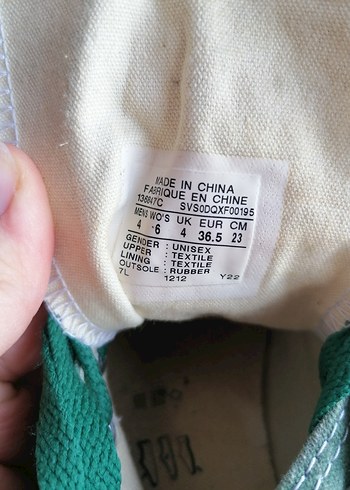 MADE IN CHINA
FABRIQUE EN CHINE
136847C SVS0DQXF00195
MENS WO'S UK EUR CM
4 6 4 36.5 23
GENDER : UNISEX
UPPER : TEXTILE
LINING : TEXTILE
OUTSOLE : RUBBER
7L 1212 Y22